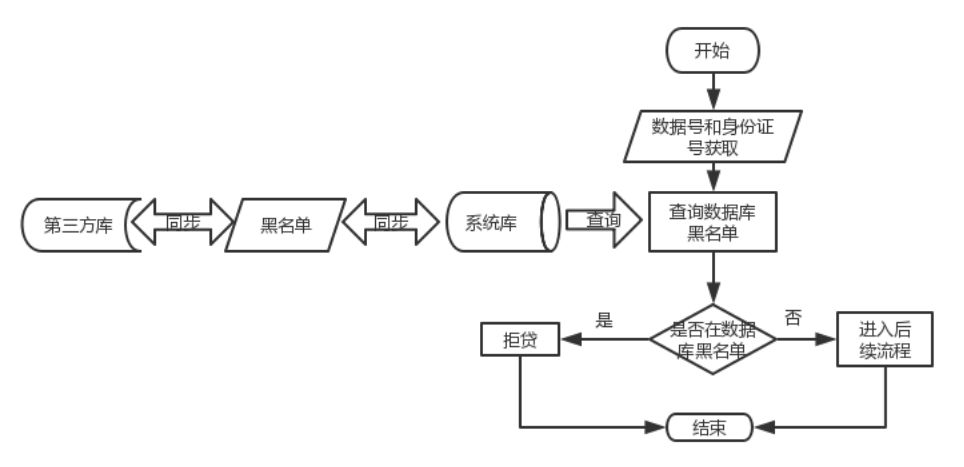 开始
数据号和身份证
号获取
第三方库
同步
黑名单
同步
系统库
查询
查询数据库
黑名单
是
是否在数据
库黑名单
否
拒贷
进入后
续流程
结束